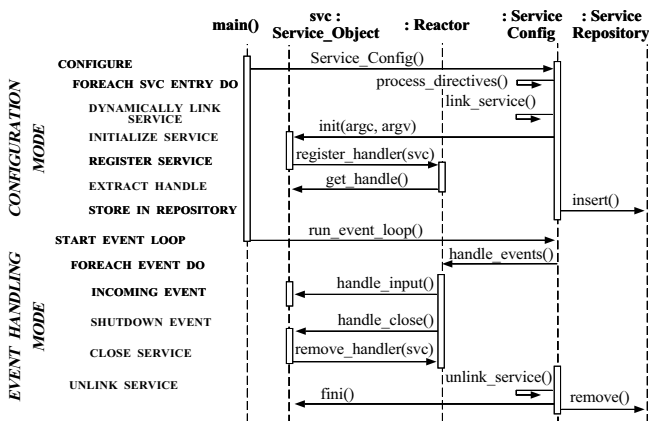 main()
svc :
Service_Object
: Reactor
: Service
Config
: Service
Repository
CONFIGURATION
MODE
CONFIGURE
Service_Config()
FOREACH SVC ENTRY DO
process_directives()
DYNAMICALLY LINK
SERVICE
link_service()
INITIALIZE SERVICE
init(argc, argv)
REGISTER SERVICE
register_handler(svc)
EXTRACT HANDLE
get_handle()
STORE IN REPOSITORY
insert()
EVENT HANDLING
MODE
START EVENT LOOP
run_event_loop()
FOREACH EVENT DO
handle_events()
INCOMING EVENT
handle_input()
SHUTDOWN EVENT
handle_close()
CLOSE SERVICE
remove_handler(svc)
UNLINK SERVICE
unlink_service()
fini()
remove()